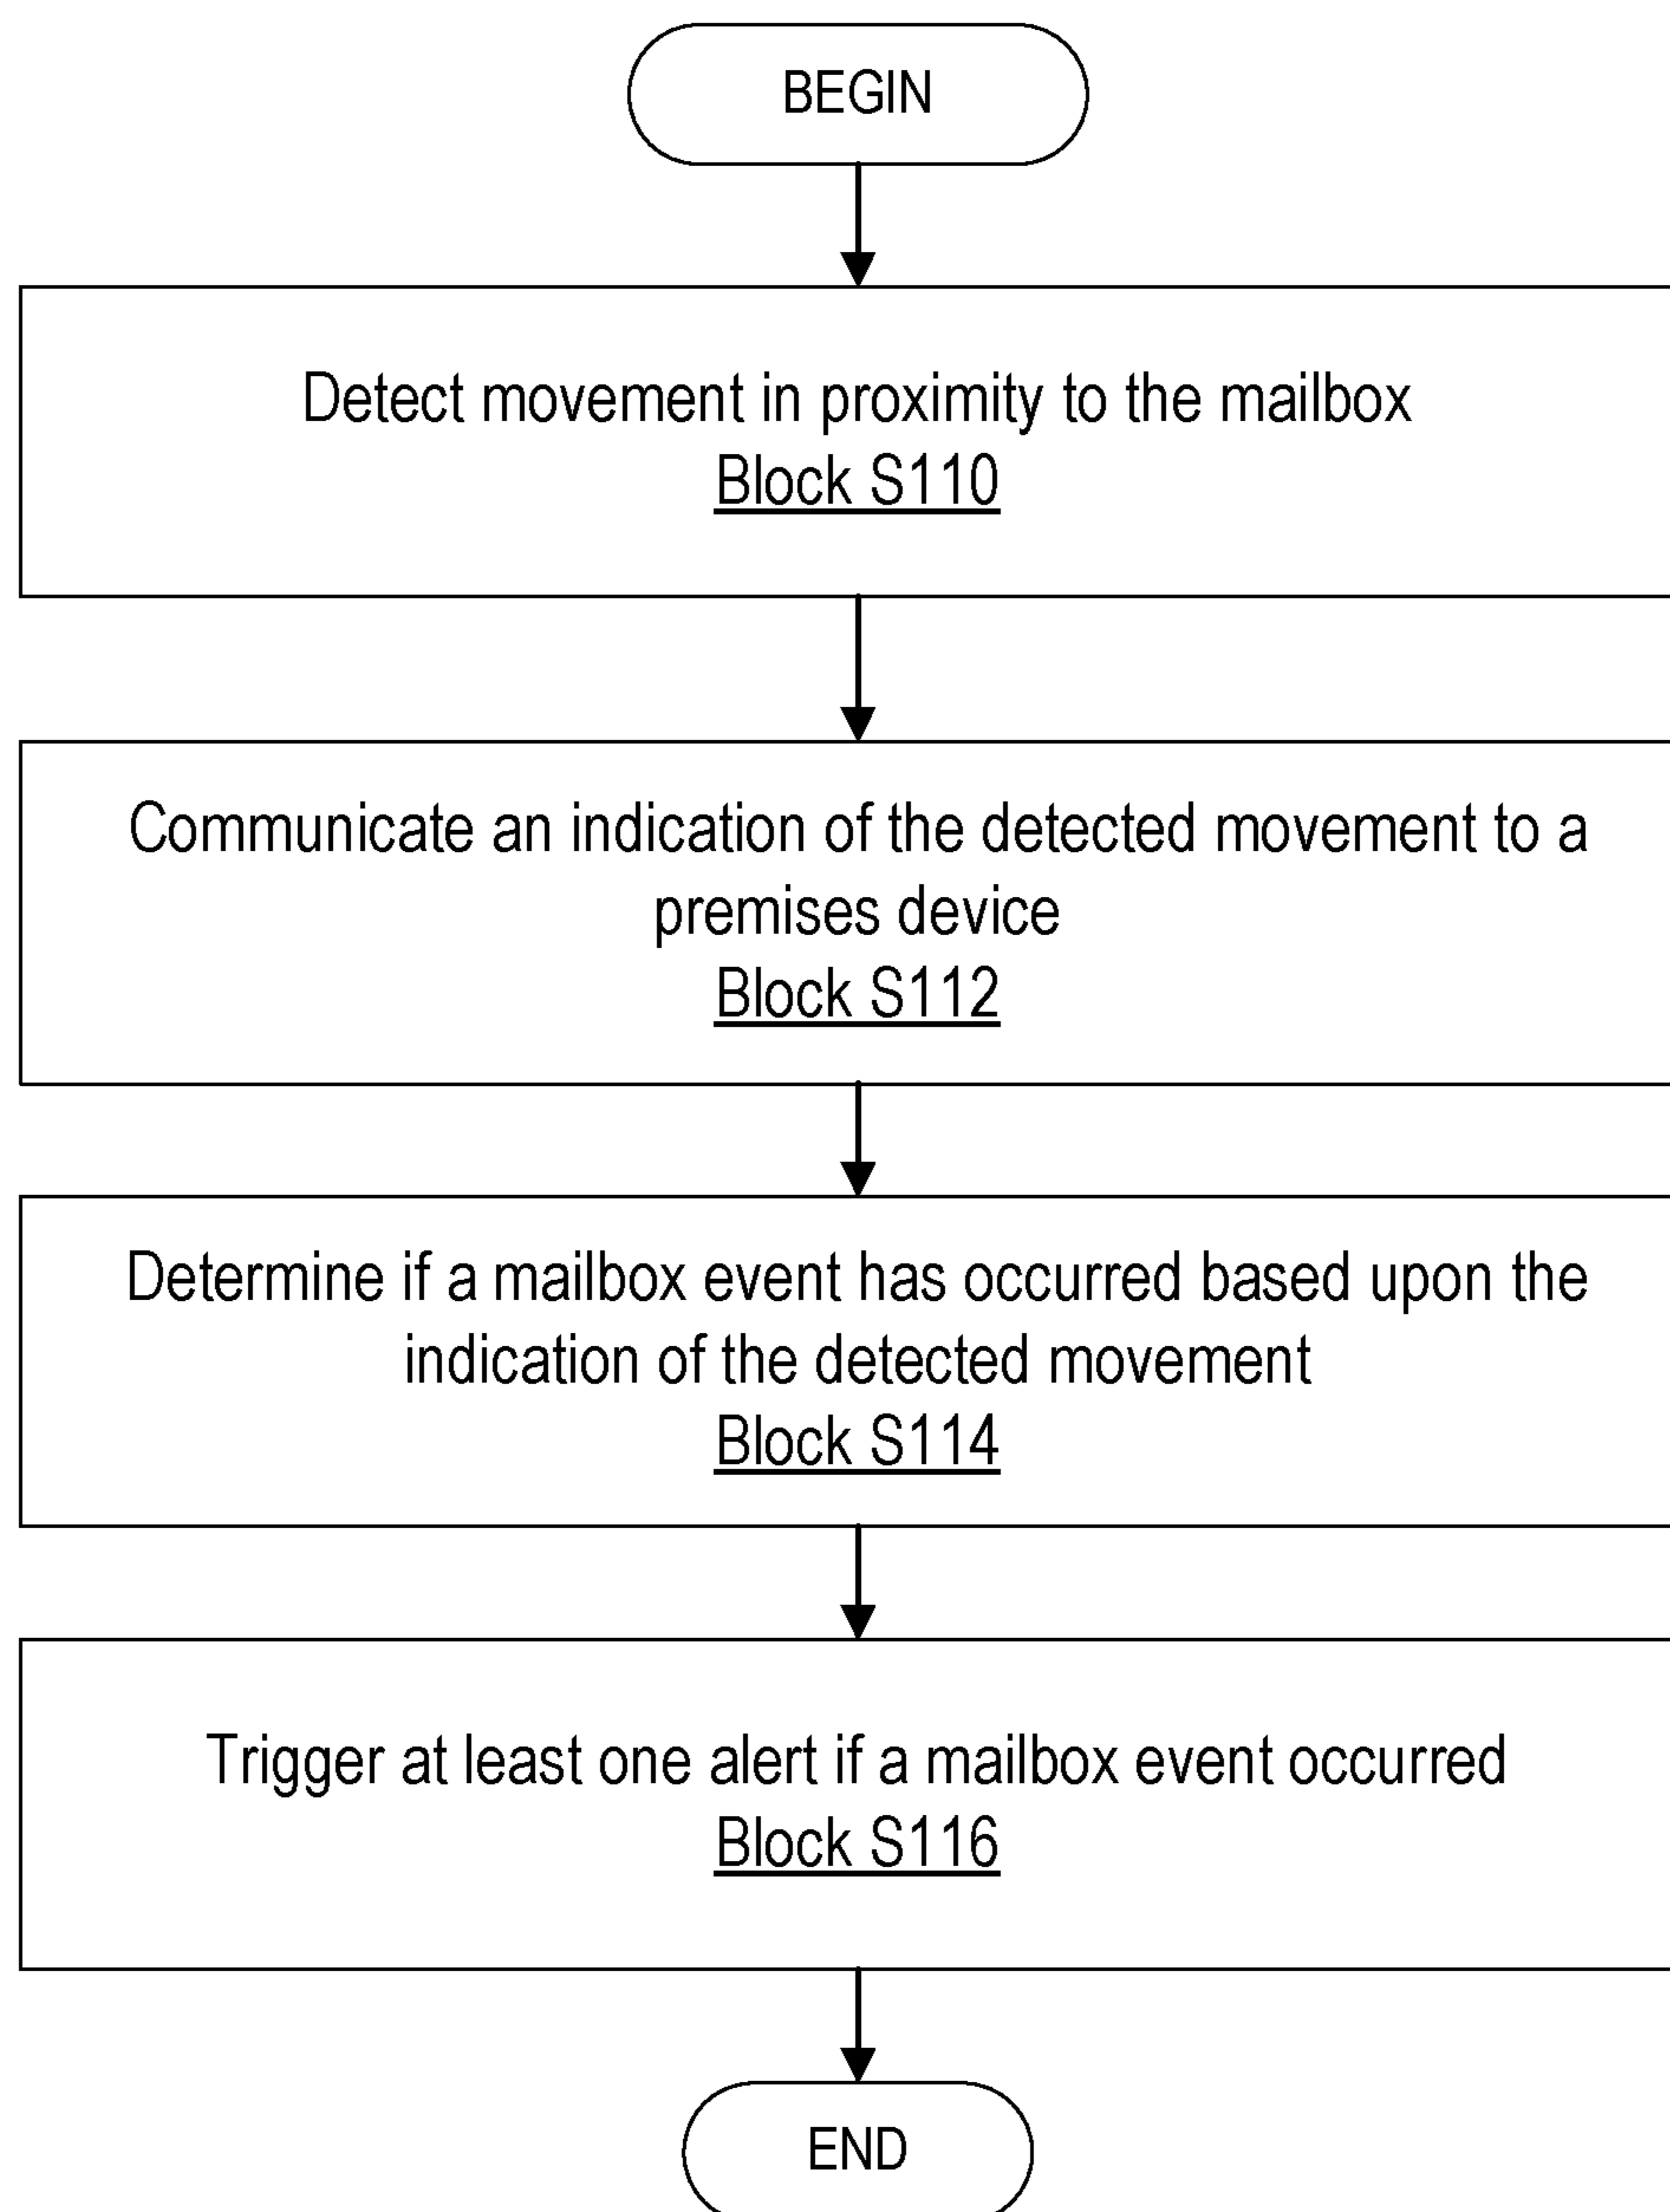 BEGIN
Detect movement in proximity to the mailbox
Block S110
Communicate an indication of the detected movement to a
premises device
Block S112
Determine if a mailbox event has occurred based upon the
indication of the detected movement
Block S114
Trigger at least one alert if a mailbox event occurred
Block S116
END